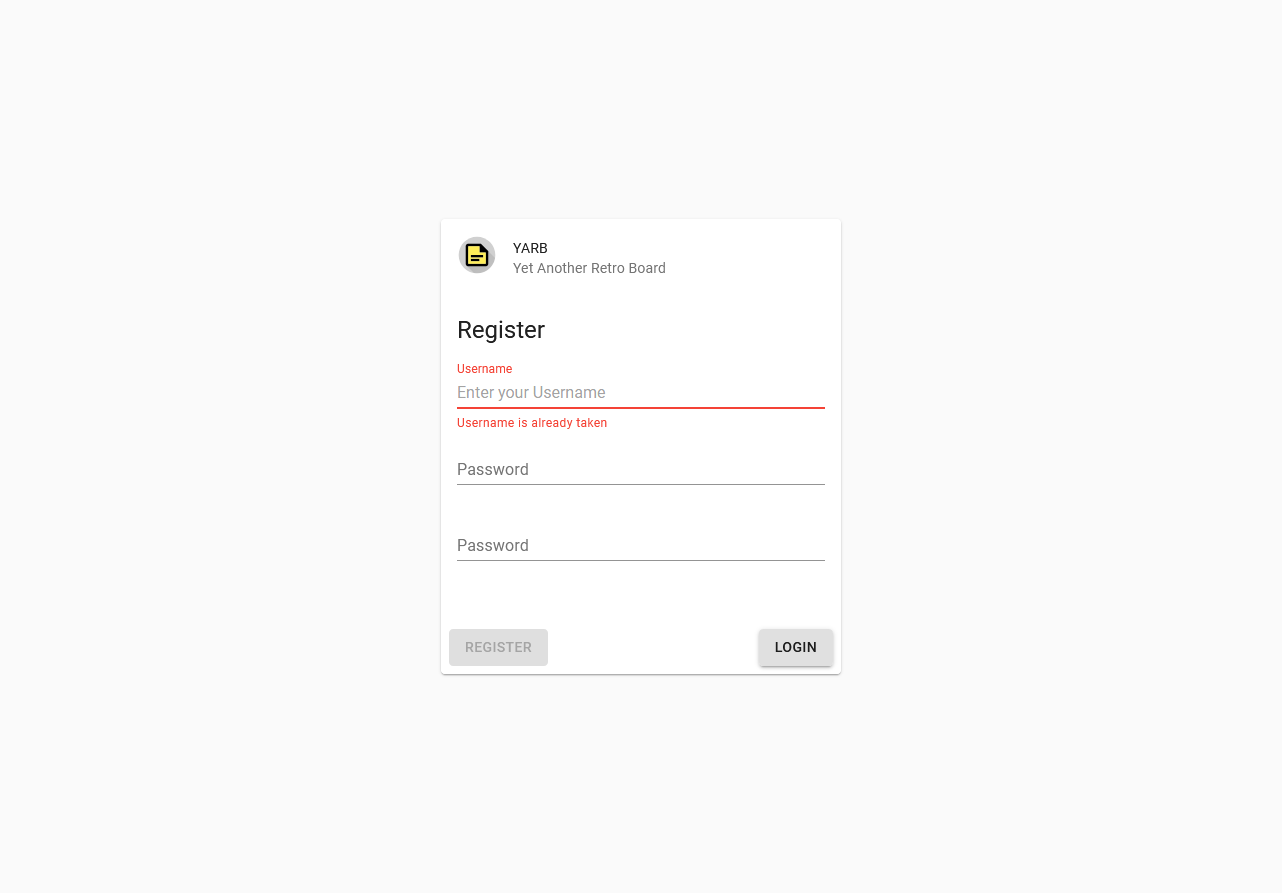 YARB
Yet Another Retro Board
Register
Username
Enter your Username
Username is already taken
Password
Password
REGISTER
LOGIN